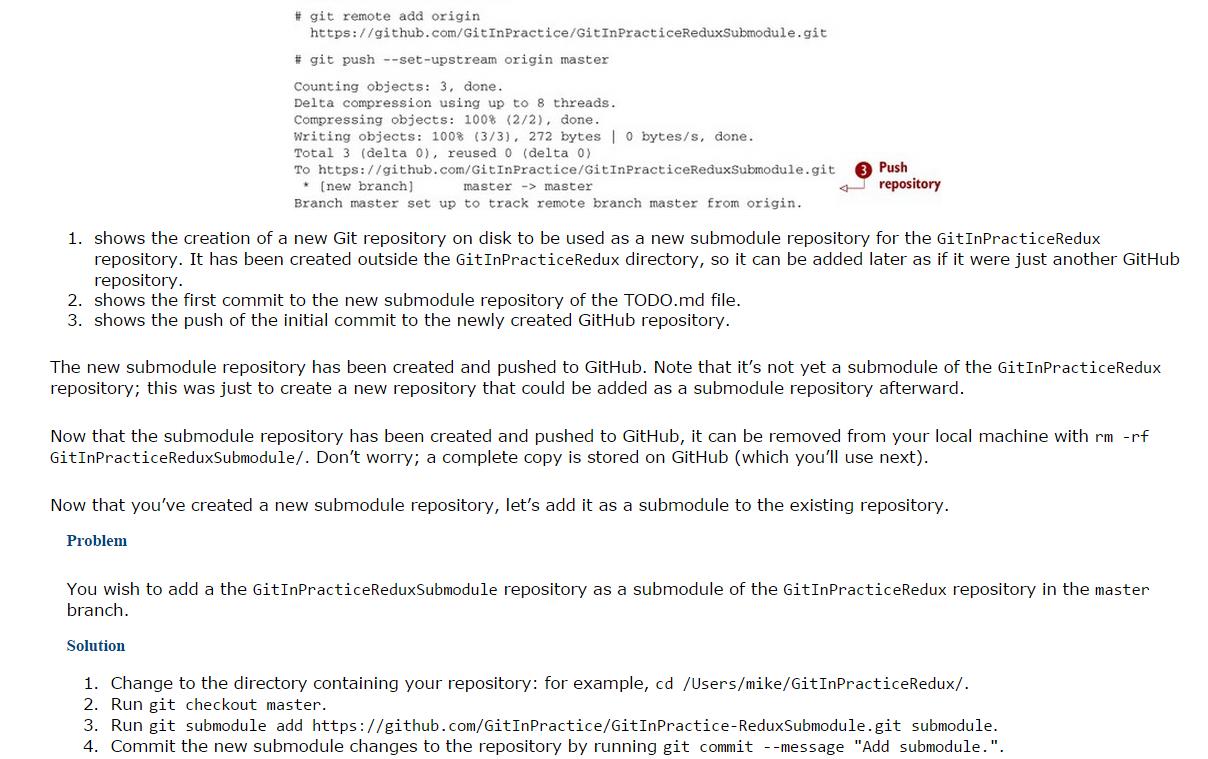 # git remote add origin
https://github.com/GitInPractice/GitInPracticeReduxSubmodule.git
# git push --set-upstream origin master
Counting objects: 3, done.
Delta compression using up to 8 threads.
Compressing objects: 100% (2/2), done.
Writing objects: 100% (3/3), 272 bytes | 0 bytes/s, done.
Total 3 (delta 0), reused 0 (delta 0)
To https://github.com/GitInPractice/GitInPracticeReduxSubmodule.git
* [new branch] master -> master
Branch master set up to track remote branch master from origin.
3 Push
repository
1. shows the creation of a new Git repository on disk to be used as a new submodule repository for the GitInPracticeRedux
repository. It has been created outside the GitInPracticeRedux directory, so it can be added later as if it were just another GitHub
repository.
2. shows the first commit to the new submodule repository of the TODO.md file.
3. shows the push of the initial commit to the newly created GitHub repository.
The new submodule repository has been created and pushed to GitHub. Note that it's not yet a submodule of the GitInPracticeRedux
repository; this was just to create a new repository that could be added as a submodule repository afterward.
Now that the submodule repository has been created and pushed to GitHub, it can be removed from your local machine with rm -rf
GitInPracticeReduxSubmodule/. Don't worry; a complete copy is stored on GitHub (which you'll use next).
Now that you've created a new submodule repository, let's add it as a submodule to the existing repository.
Problem
You wish to add a the GitInPracticeReduxSubmodule repository as a submodule of the GitInPracticeRedux repository in the master
branch.
Solution
1. Change to the directory containing your repository: for example, cd /Users/mike/GitInPracticeRedux/.
2. Run git checkout master.
3. Run git submodule add https://github.com/GitInPractice/GitInPractice-ReduxSubmodule.git submodule.
4. Commit the new submodule changes to the repository by running git commit --message "Add submodule.".